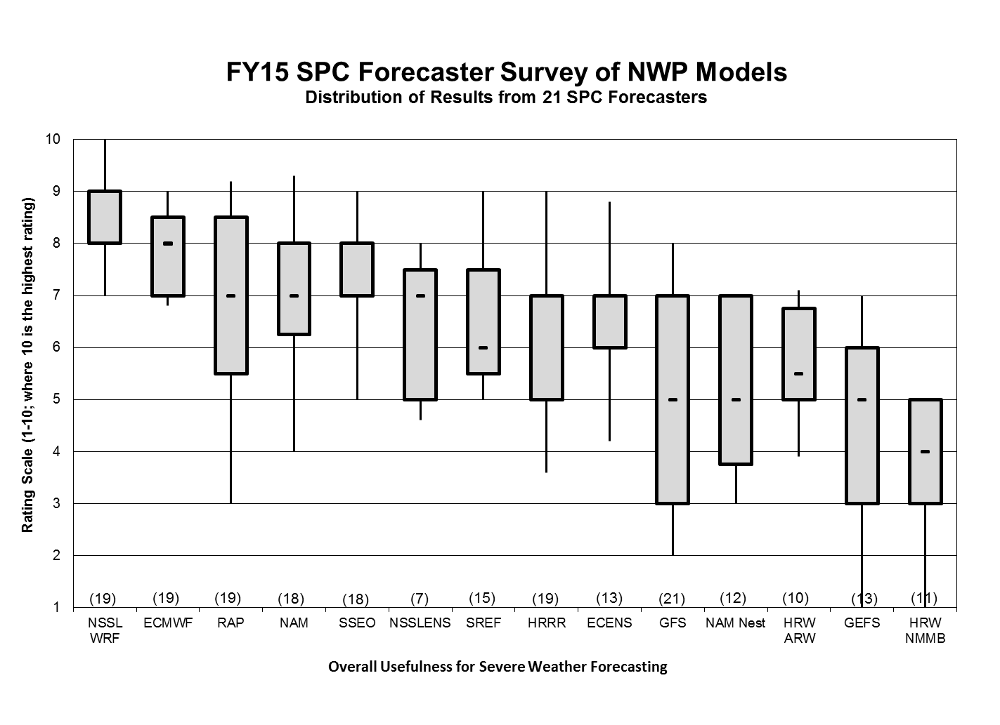 FY15 SPC Forecaster Survey of NWP Models
Distribution of Results from 21 SPC Forecasters
Rating Scale (1-10; where 10 is the highest rating)
10
9
8
7
6
5
4
3
2
1
(19) (19) (19) (18) (18) (7) (15) (19) (13) (21) (12) (10) (13) (11)
NSSL ECMWF RAP NAM SSEO NSSLENS SREF HRRR ECENS GFS NAM Nest HRW GEFS HRW
WRF ARW NMMB
Overall Usefulness for Severe Weather Forecasting